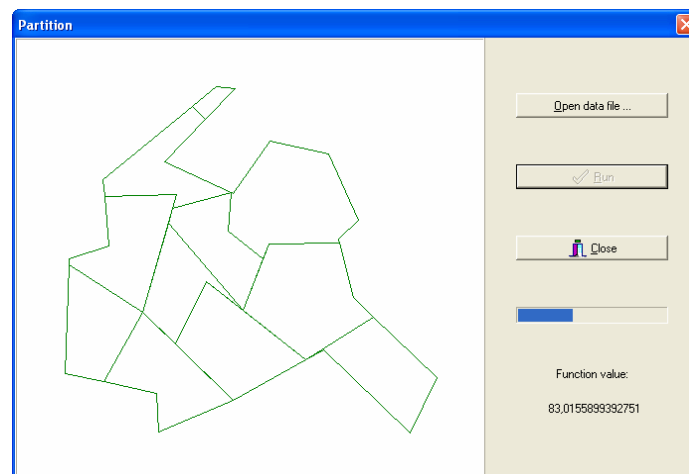 Partition
Open data file ...
Run
Close
Function value:
83,0155899392751